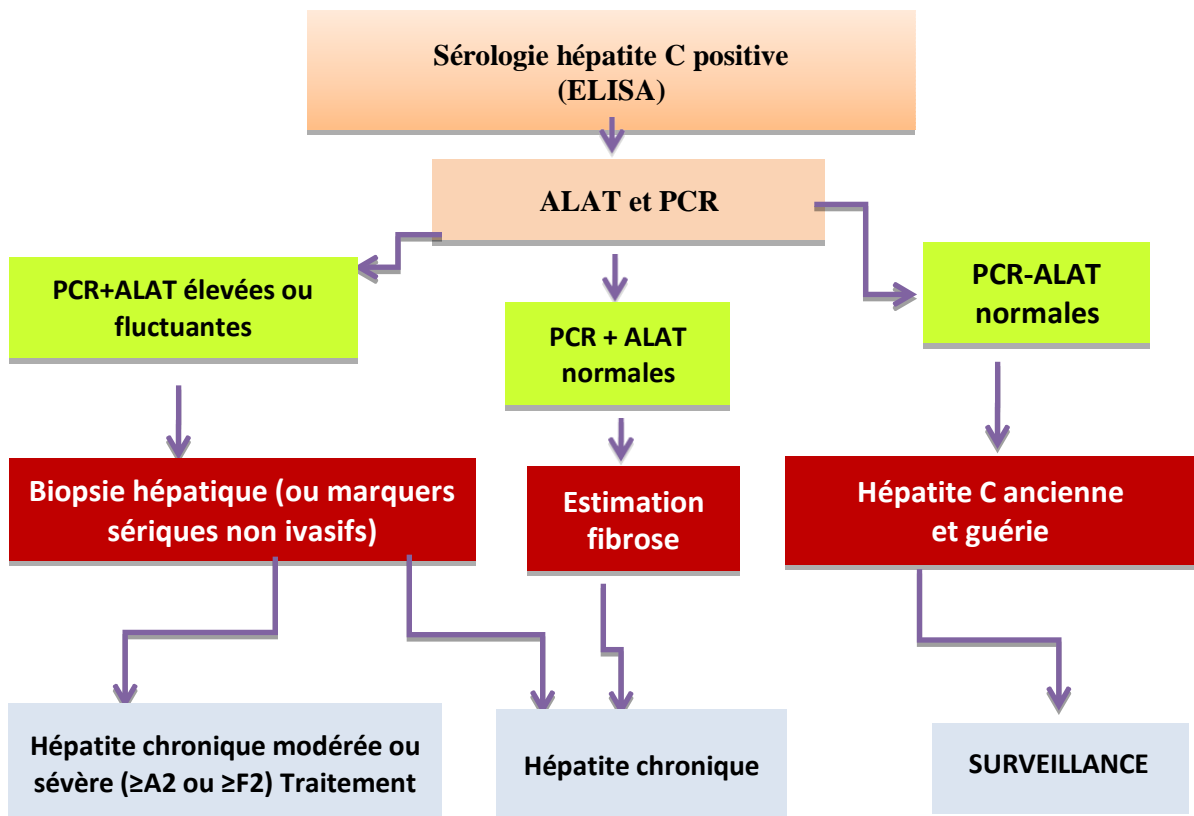 Sérologie hépatite C positive
(ELISA)
ALAT et PCR
PCR+ALAT élevées ou
fluctuantes
PCR + ALAT
normales
PCR-ALAT
normales
Biopsie hépatique (ou marquers
sériques non ivasifs)
Estimation
fibrose
Hépatite C ancienne
et guérie
Hépatite chronique modérée ou
sévère (≥A2 ou ≥F2) Traitement
Hépatite chronique
SURVEILLANCE